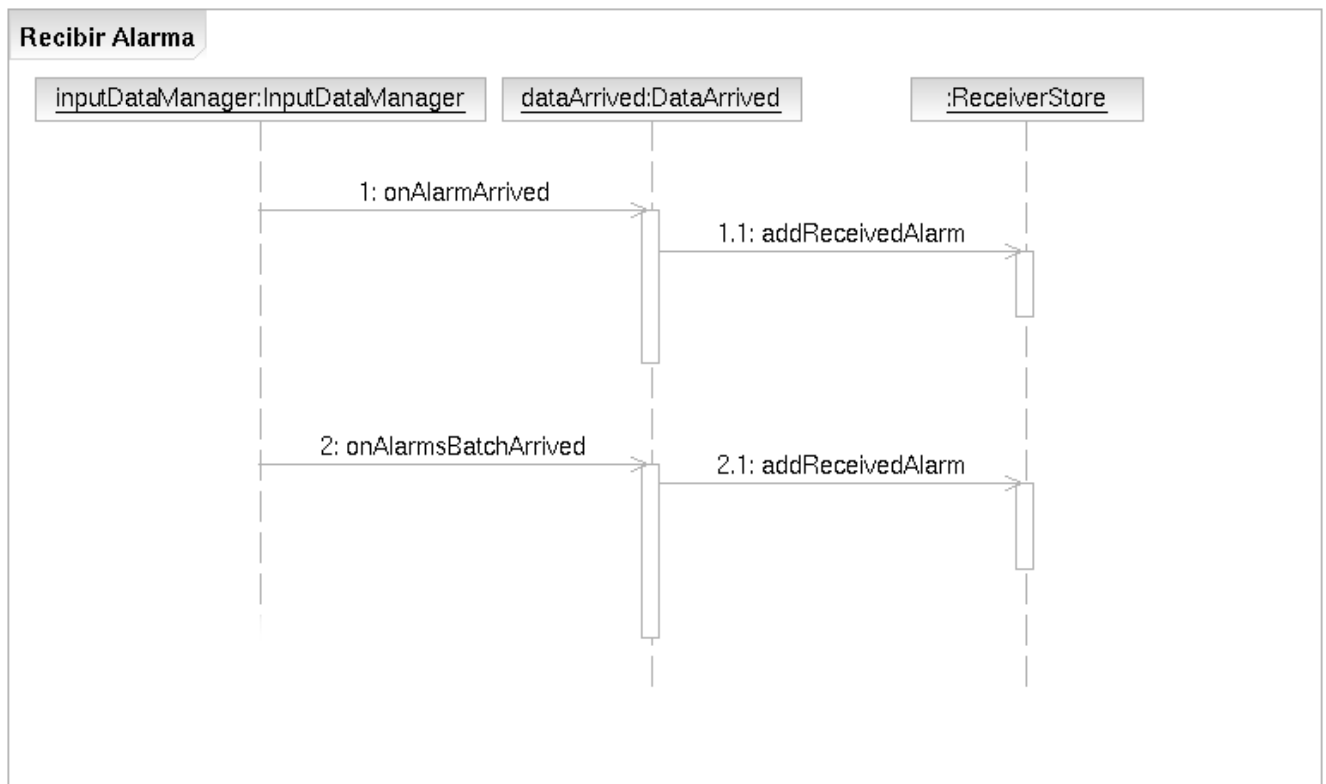 Recibir Alarma
inputDataManager:InputDataManager
dataArrived:DataArrived
:ReceiverStore
1: onAlarmArrived
1.1: addReceivedAlarm
2: onAlarmsBatchArrived
2.1: addReceivedAlarm